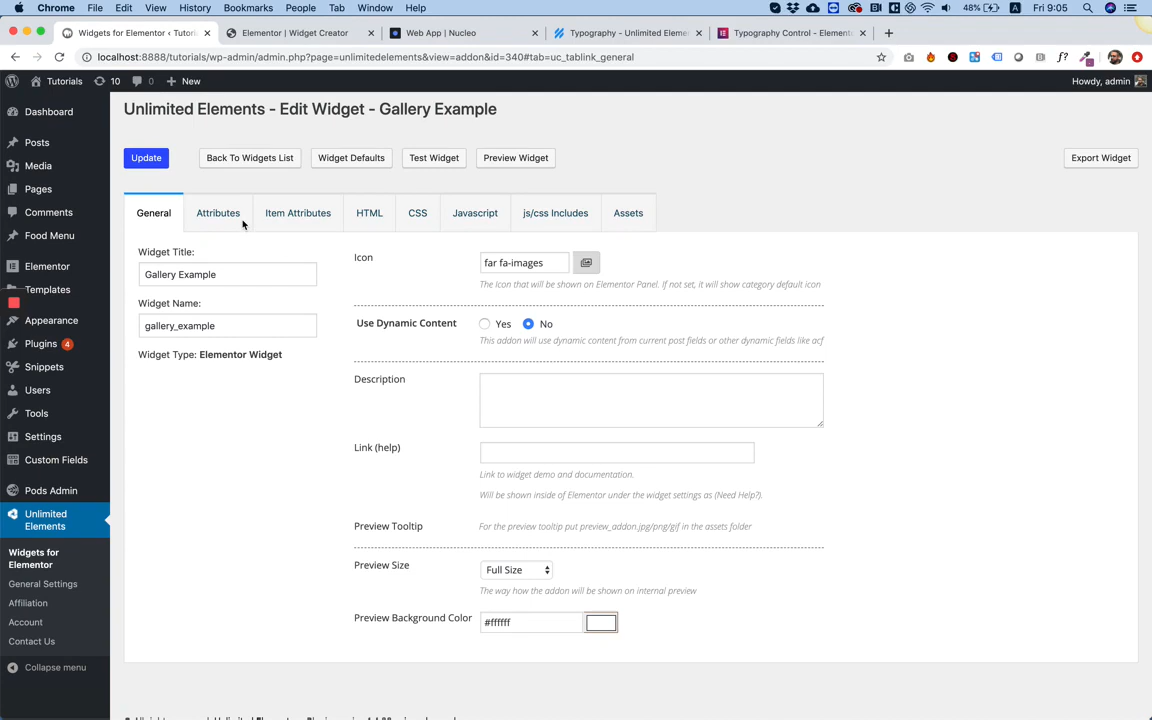 Chrome File Edit View History Bookmarks People Tab Window Help 48% A Fri 9:05
Widgets for Elementor < Tutori
Elementor | Widget Creator
Web App | Nucleo
Typography - Unlimited Eleme
Typography Control - Element
localhost:8888/tutorials/wp-admin/admin.php?page=unlimitedelements&view=addon&id=340#tab=uc_tablink_general
Tutorials 10 0 New Howdy, admin
Dashboard
Posts
Media
Pages
Comments
Food Menu
Elementor
Templates
Appearance
Plugins 4
Snippets
Users
Tools
Settings
Custom Fields
Pods Admin
Unlimited
Elements
Widgets for
Elementor
General Settings
Affiliation
Account
Contact Us
Collapse menu
Unlimited Elements - Edit Widget - Gallery Example
Update Back To Widgets List Widget Defaults Test Widget Preview Widget Export Widget
General Attributes Item Attributes HTML CSS Javascript js/css Includes Assets
Widget Title:
Gallery Example
Widget Name:
gallery_example
Widget Type: Elementor Widget
Icon far fa-images
The Icon that will be shown on Elementor Panel. If not set, it will show category default icon
Use Dynamic Content Yes No
This addon will use dynamic content from current post fields or other dynamic fields like acf
Description
Link (help)
Link to widget demo and documentation.
Will be shown inside of Elementor under the widget settings as (Need Help?).
Preview Tooltip For the preview tooltip put preview_addon.jpg/png/gif in the assets folder
Preview Size Full Size
The way how the addon will be shown on internal preview
Preview Background Color #ffffff